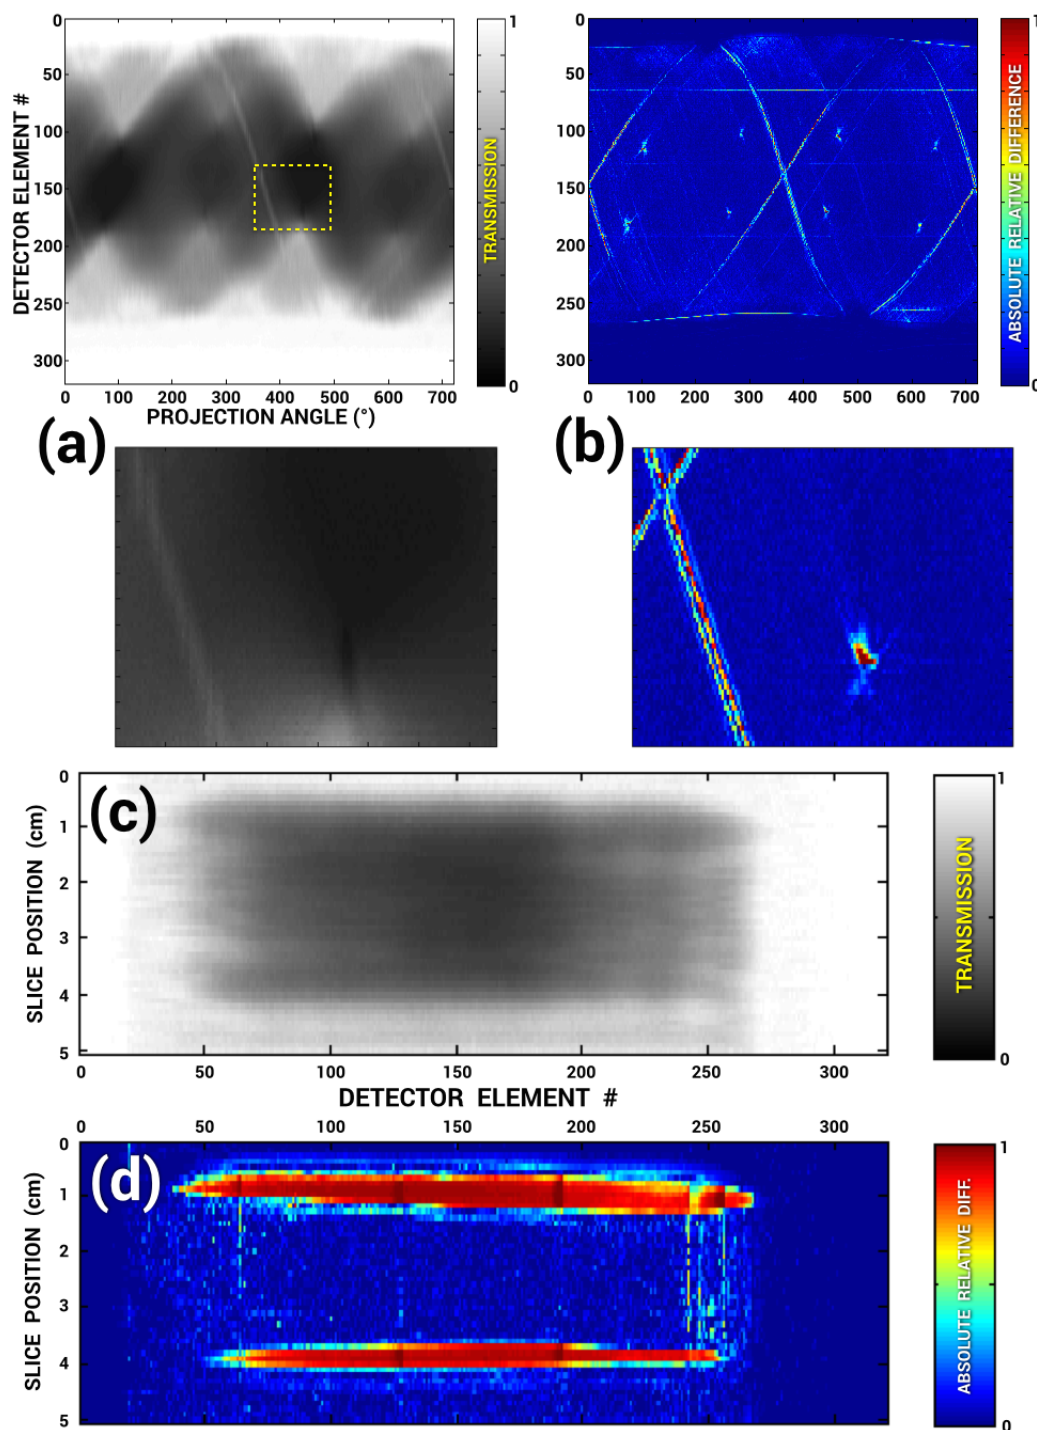 0
50
100
150
200
250
300
DETECTOR ELEMENT #
0 100 200 300 400 500 600 700
PROJECTION ANGLE (°)
1
TRANSMISSION
0
(a)
0
50
100
150
200
250
300
0 100 200 300 400 500 600 700
1
ABSOLUTE RELATIVE DIFFERENCE
0
(b)
(c)
0
1
2
3
4
5
SLICE POSITION (cm)
0 50 100 150 200 250 300
DETECTOR ELEMENT #
1
TRANSMISSION
0
50 100 150 200 250 300
(d)
0
1
2
3
4
5
SLICE POSITION (cm)
1
ABSOLUTE RELATIVE DIFF.
0